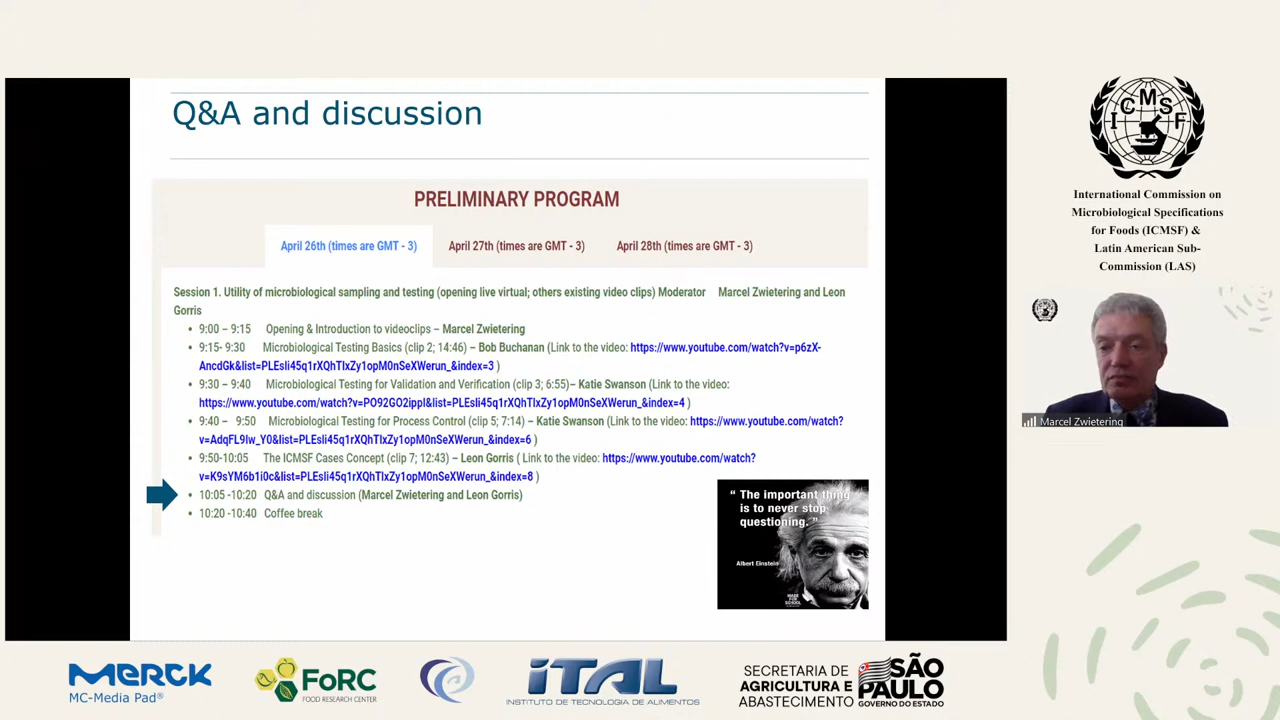 Q&A and discussion
PRELIMINARY PROGRAM
April 26th (times are GMT - 3)
April 27th (times are GMT - 3)
April 28th (times are GMT - 3)
Session 1. Utility of microbiological sampling and testing (opening live virtual; others existing video clips) Moderator Marcel Zwietering and Leon
Gorris
• 9:00 – 9:15 Opening & Introduction to videoclips – Marcel Zwietering
• 9:15- 9:30 Microbiological Testing Basics (clip 2; 14:46) – Bob Buchanan (Link to the video: https://www.youtube.com/watch?v=p6zX-
AncdGk&list=PLEsli45q1rXQhTIxZy1opM0nSeXWerun_&index=3 )
• 9:30 – 9:40 Microbiological Testing for Validation and Verification (clip 3; 6:55)– Katie Swanson (Link to the video:
https://www.youtube.com/watch?v=PO92GO2ippI&list=PLEsli45q1rXQhTIxZy1opM0nSeXWerun_&index=4 )
• 9:40 – 9:50 Microbiological Testing for Process Control (clip 5; 7:14) – Katie Swanson (Link to the video: https://www.youtube.com/watch?
v=AdqFL9Iw_Y0&list=PLEsli45q1rXQhTIxZy1opM0nSeXWerun_&index=6 )
• 9:50-10:05 The ICMSF Cases Concept (clip 7; 12:43) – Leon Gorris ( Link to the video: https://www.youtube.com/watch?
v=K9sYM6b1i0c&list=PLEsli45q1rXQhTIxZy1opM0nSeXWerun_&index=8 )
• 10:05 -10:20 Q&A and discussion (Marcel Zwietering and Leon Gorris)
• 10:20 -10:40 Coffee break
“ The important thing
is to never stop
questioning. ”
Albert Einstein
MADE
FOR
SCHOOL
ICMSF
International Commission on
Microbiological Specifications
for Foods (ICMSF) &
Latin American Sub-
Commission (LAS)
Marcel Zwietering
MERCK
MC-Media Pad®
FoRC
FOOD RESEARCH CENTER
iTAL
INSTITUTO DE TECNOLOGIA DE ALIMENTOS
SECRETARIA DE
AGRICULTURA E
ABASTECIMENTO
SÃO
PAULO
GOVERNO DO ESTADO